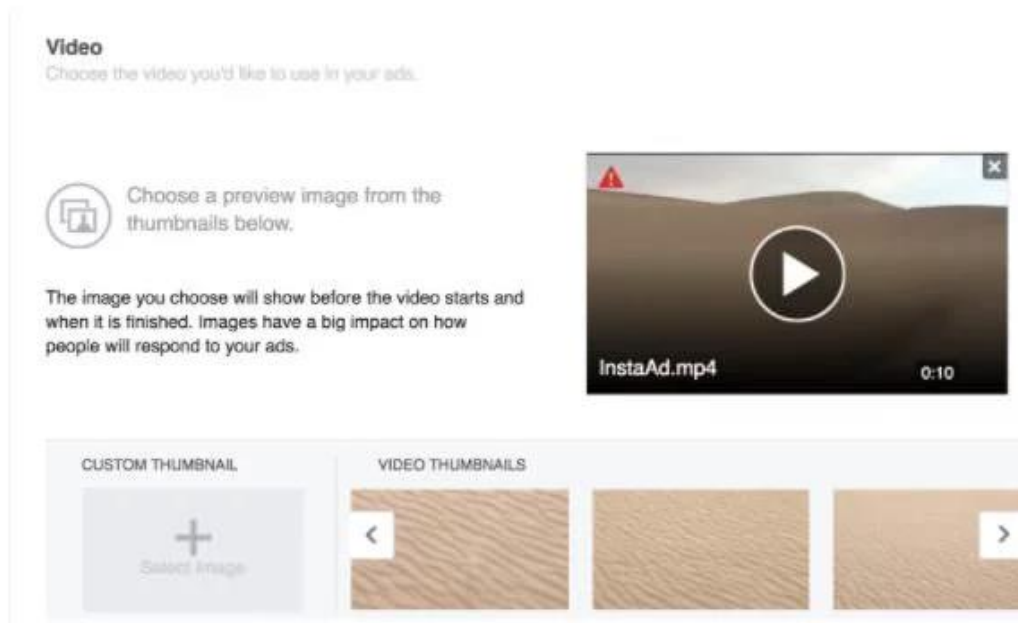 Video
Choose the video you'd like to use in your ads.
Choose a preview image from the
thumbnails below.
The image you choose will show before the video starts and
when it is finished. Images have a big impact on how
people will respond to your ads.
InstaAd.mp4
0:10
CUSTOM THUMBNAIL
VIDEO THUMBNAILS
Select Image